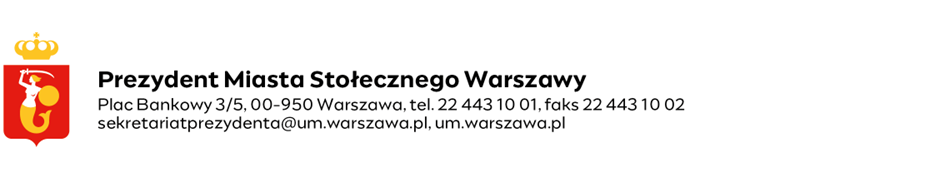 Prezydent Miasta Stołecznego Warszawy
Plac Bankowy 3/5, 00-950 Warszawa, tel. 22 443 10 01, faks 22 443 10 02
sekretariatprezydenta@um.warszawa.pl, um.warszawa.pl